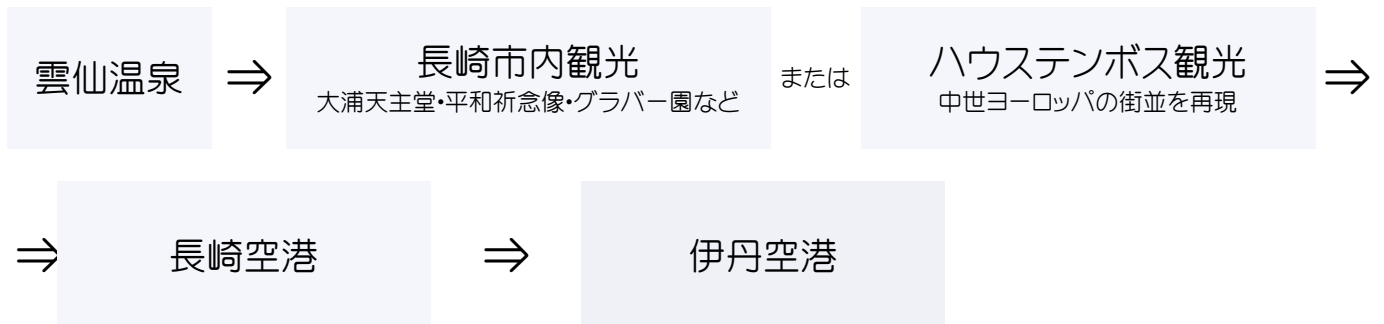 雲仙温泉
⇒
長崎市内観光
大浦天主堂・平和祈念像・グラバー園など
または
ハウステンボス観光
中世ヨーロッパの街並を再現
⇒
⇒
長崎空港
⇒
伊丹空港